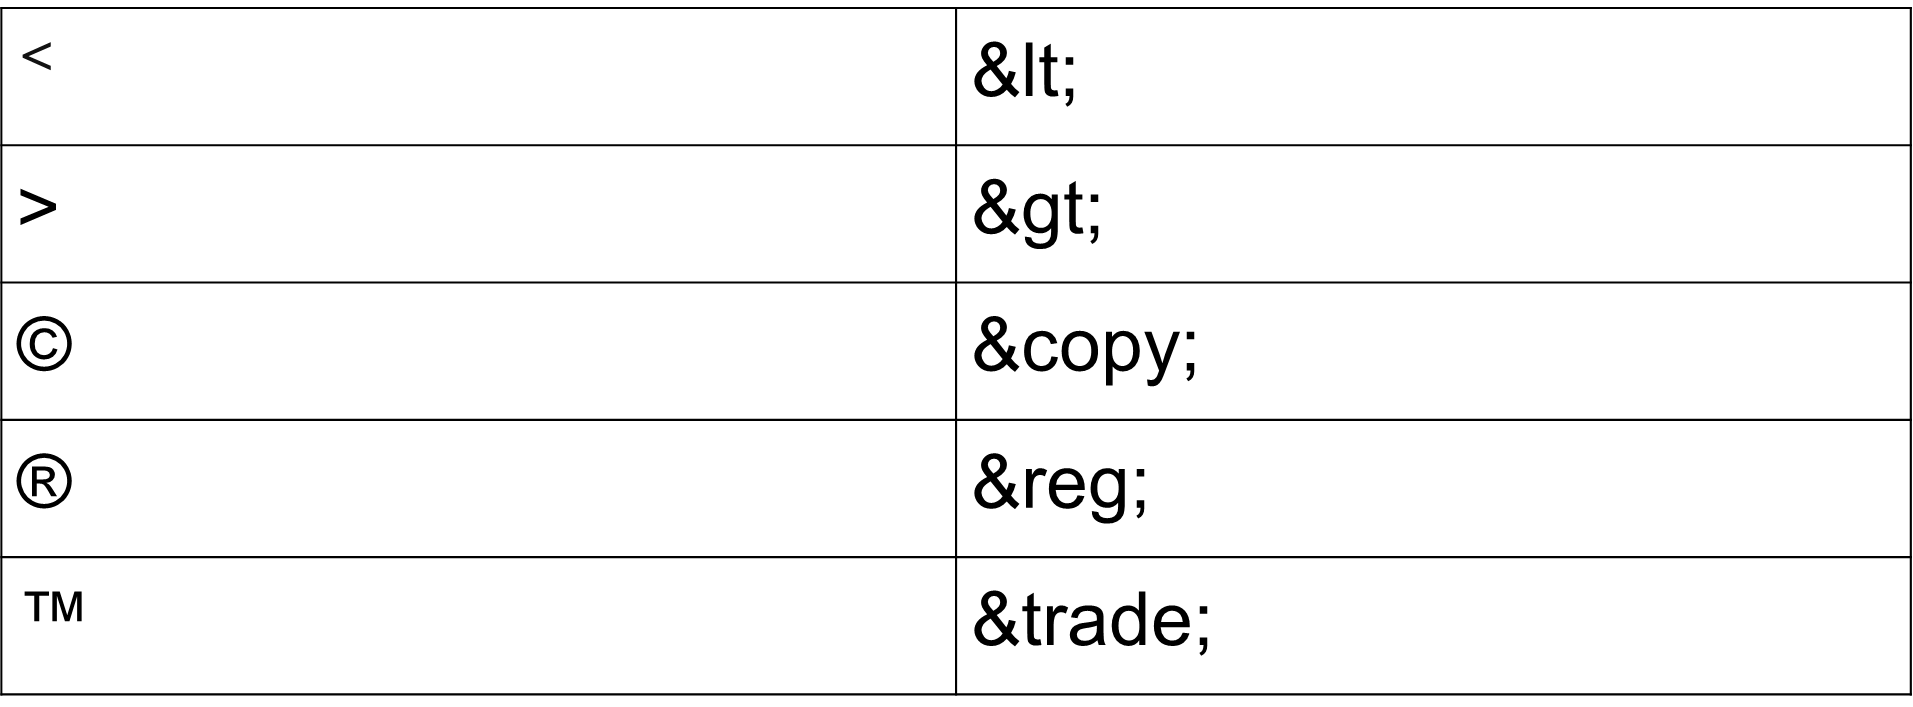 < &lt;
> &gt;
© &copy;
® &reg;
™ &trade;